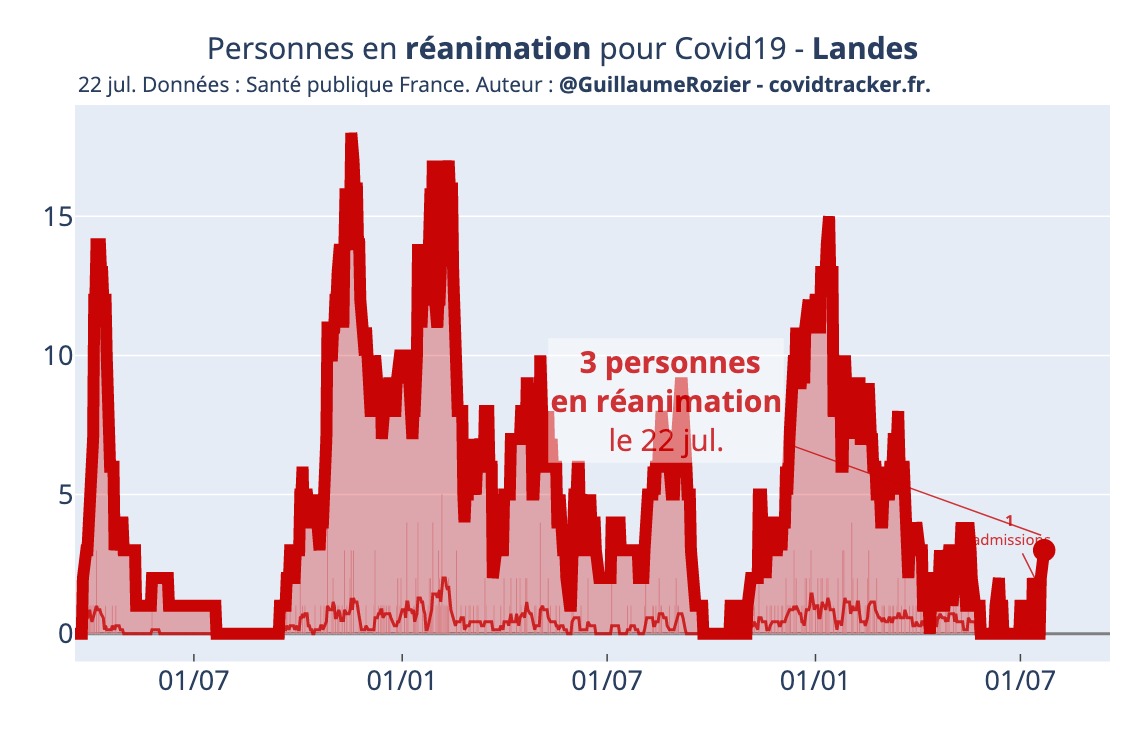 Personnes en réanimation pour Covid19 - Landes
22 jul. Données : Santé publique France. Auteur : @GuillaumeRozier - covidtracker.fr.
15
10
5
0
3 personnes
en réanimation
le 22 jul.
1
admissions
01/07
01/01
01/07
01/01
01/07